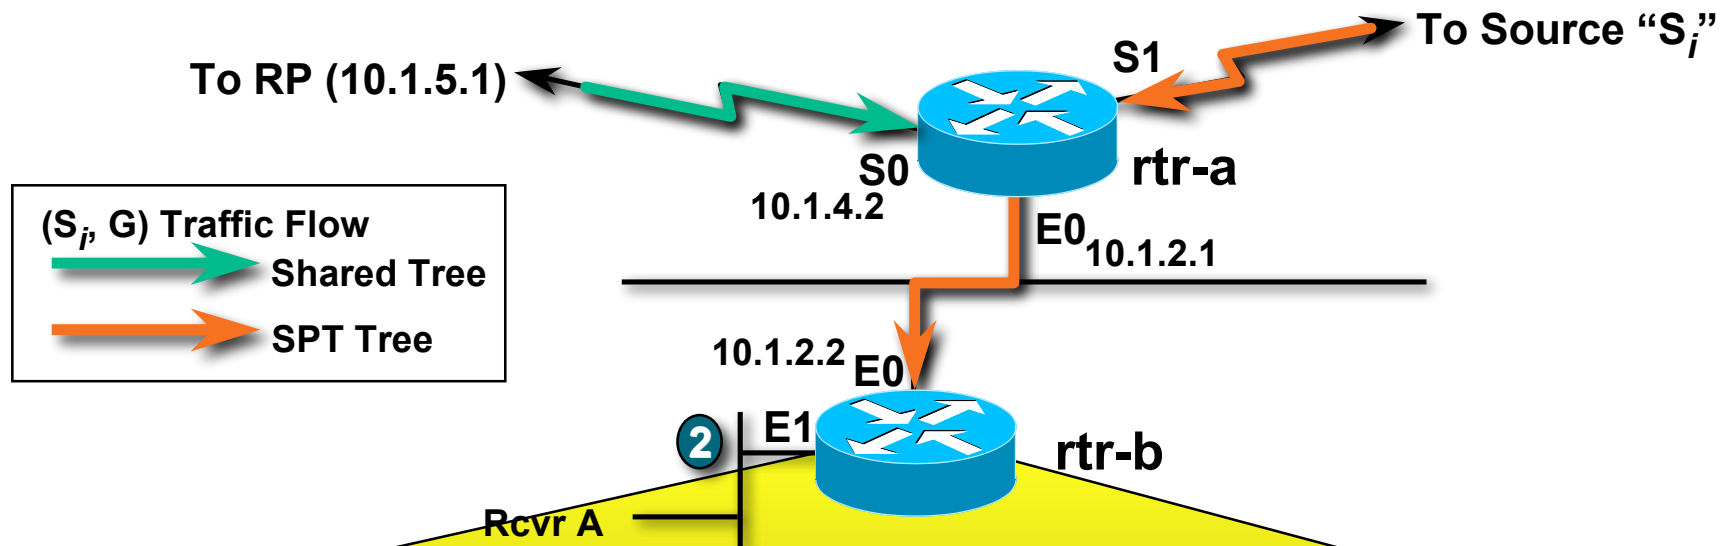 To Source “Si”
S1
To RP (10.1.5.1)
S0
rtr-a
10.1.4.2
(Si, G) Traffic Flow
E0
10.1.2.1
Shared Tree
SPT Tree
10.1.2.2
E0
2
E1
rtr-b
Rcvr A